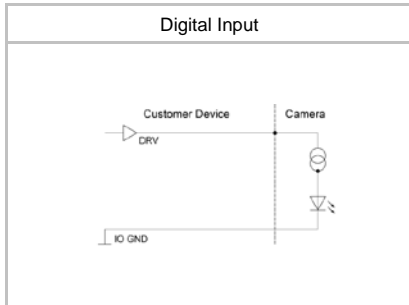 Digital Input
Customer Device
Camera
DRV
IO GND